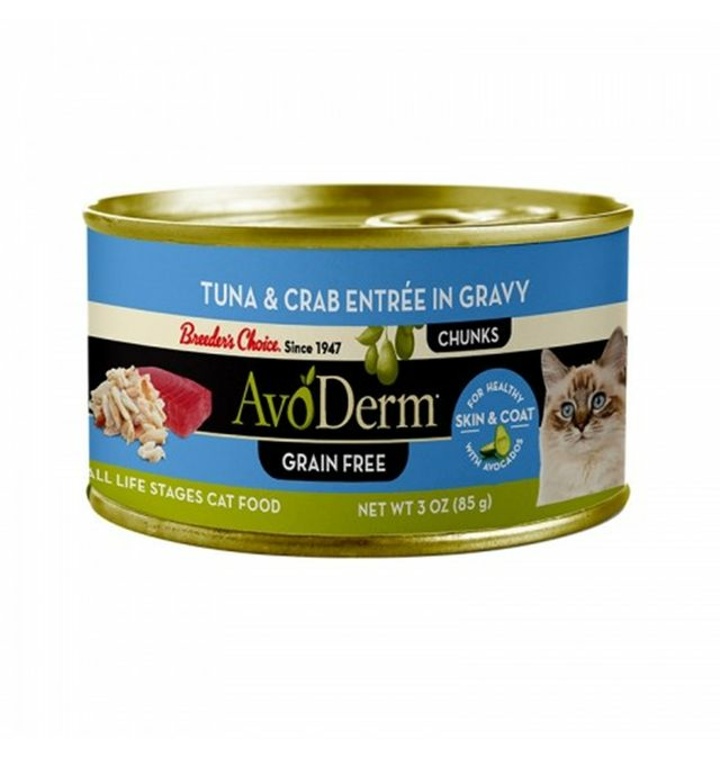 TUNA & CRAB ENTRÉE IN GRAVY
Breeder's Choice. Since 1947
CHUNKS
AvoDerm
GRAIN FREE
FOR HEALTHY
SKIN & COAT
WITH AVOCADOS
ALL LIFE STAGES CAT FOOD
NET WT 3 OZ (85 g)